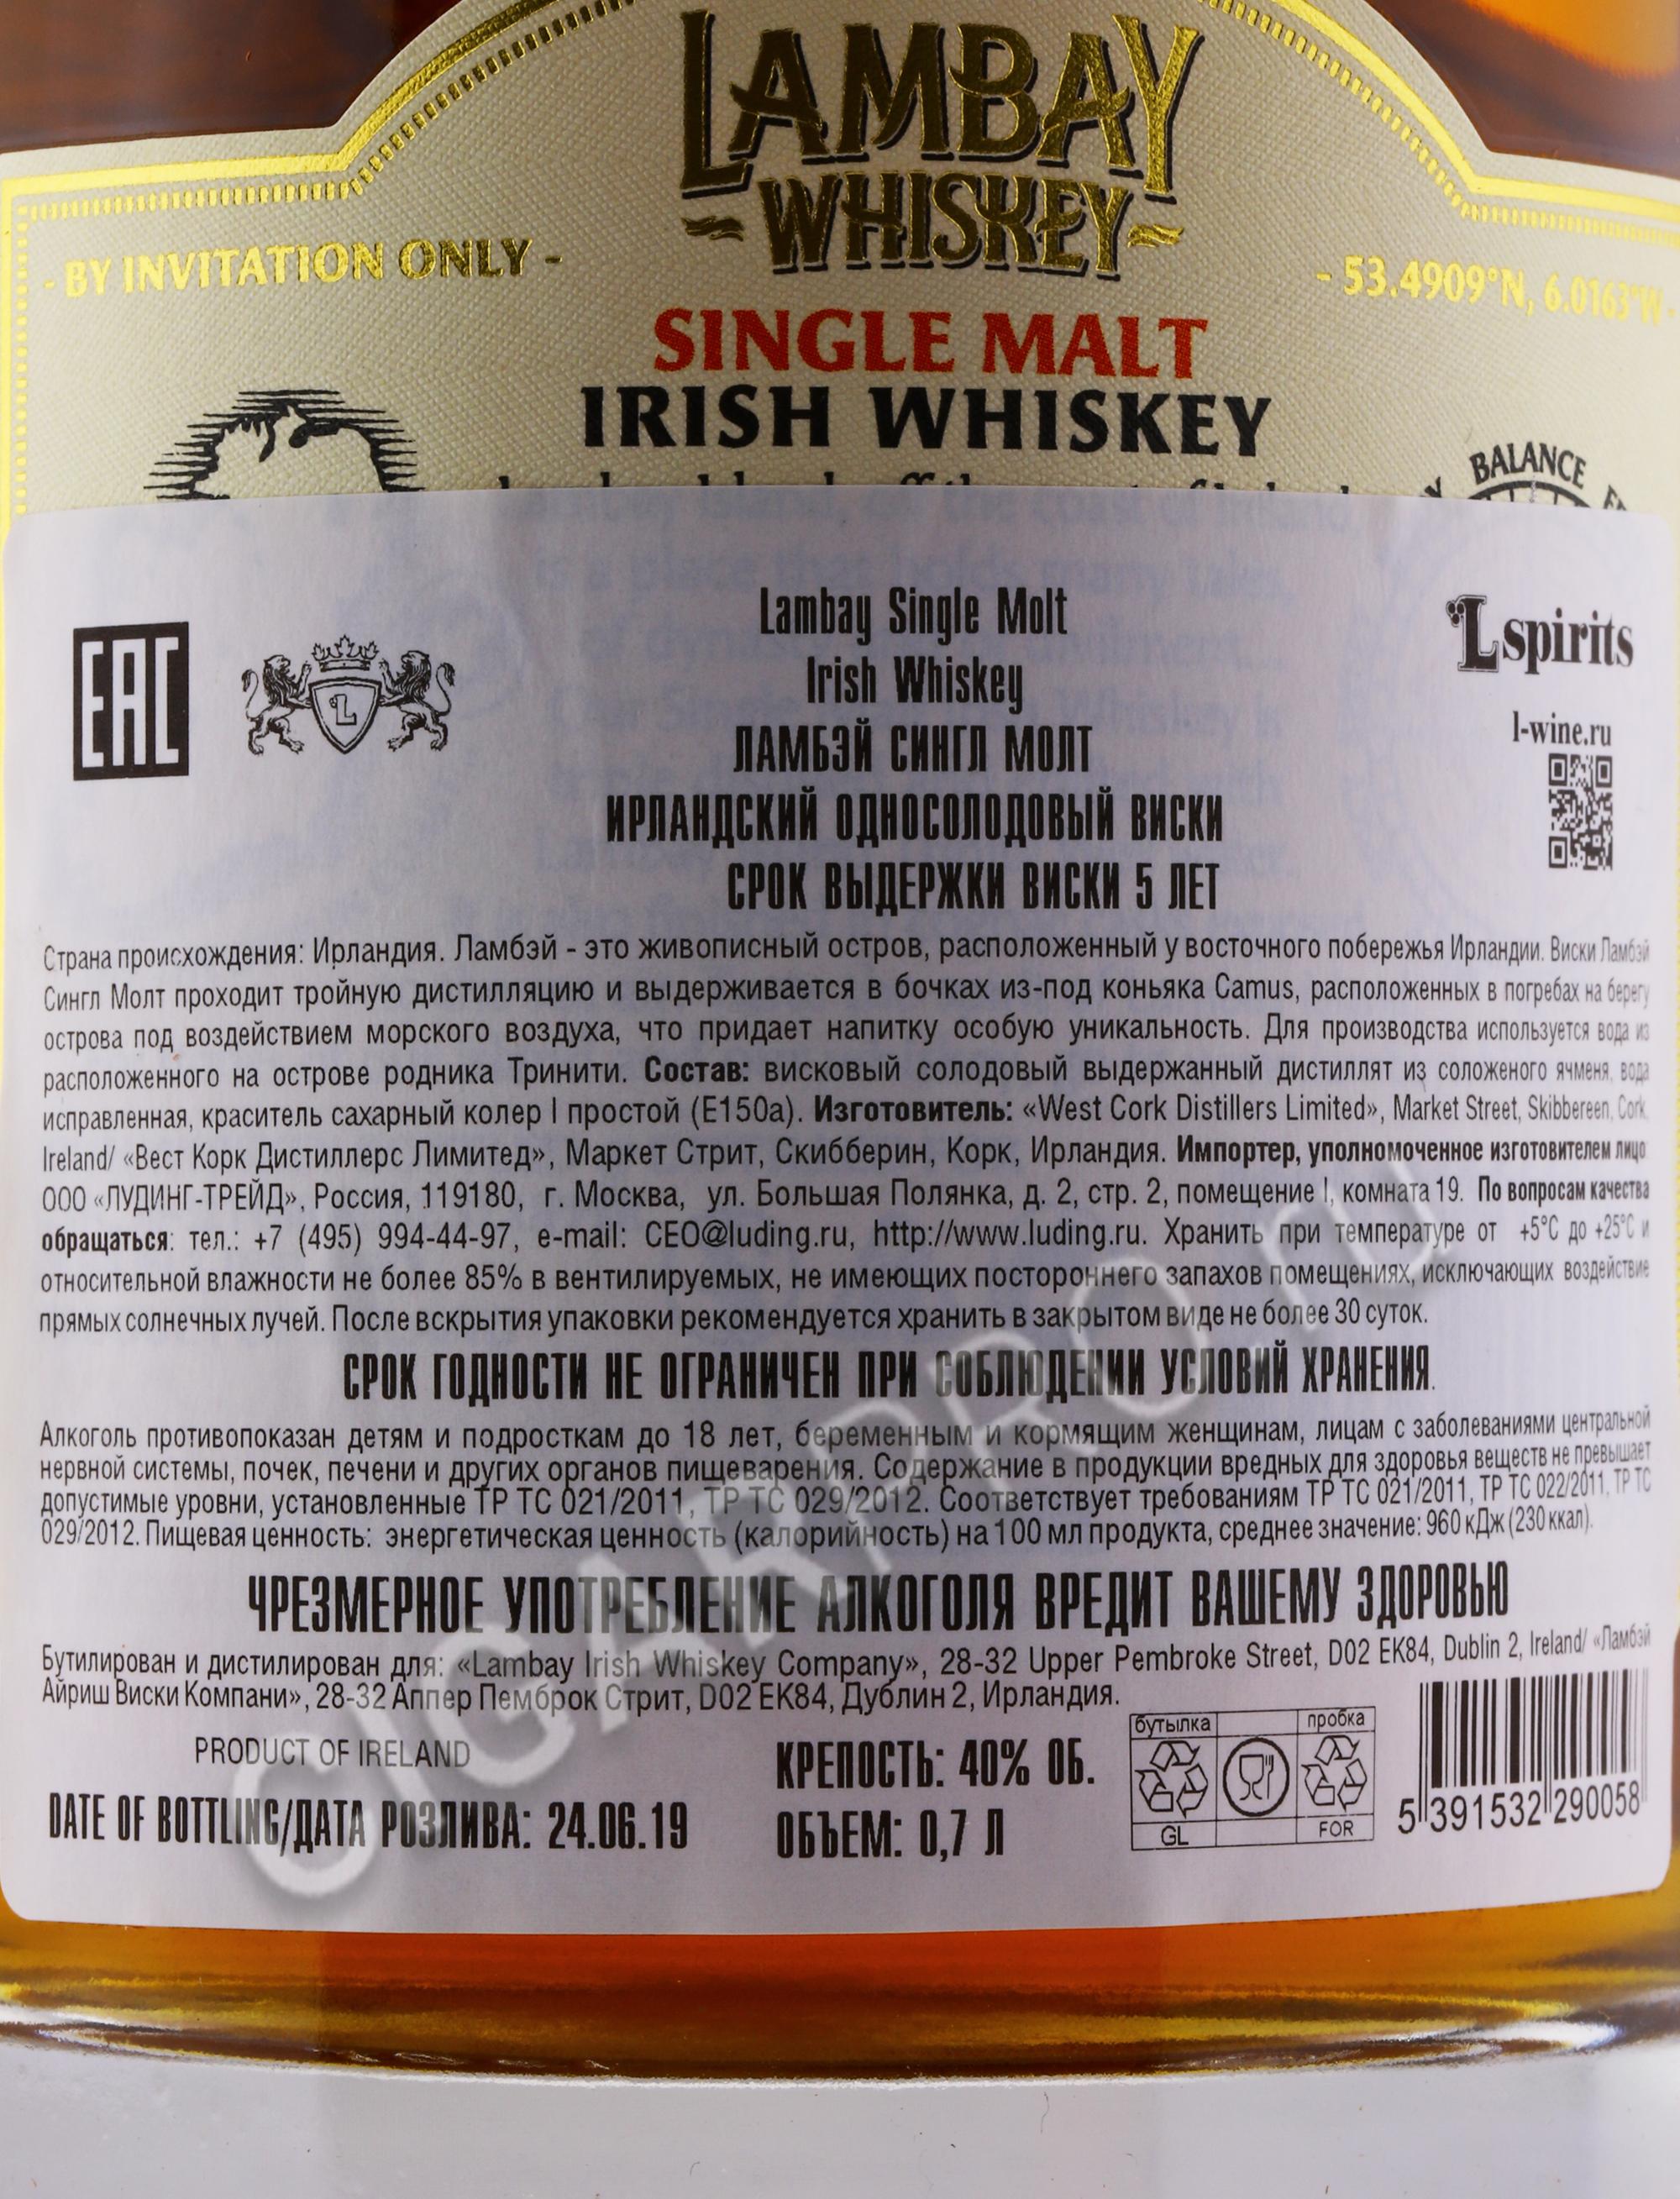 LAMBAY
WHISKEY
- BY INVITATION ONLY -
- 53.4909°N, 6.0163°W -
SINGLE MALT
IRISH WHISKEY
BALANCE
EAC
L
Lambay Single Molt
Irish Whiskey
ЛАМБЭЙ СИНГЛ МОЛТ
ИРЛАНДСКИЙ ОДНОСОЛОДОВЫЙ ВИСКИ
СРОК ВЫДЕРЖКИ ВИСКИ 5 ЛЕТ
L spirits
l-wine.ru
Страна происхождения: Ирландия. Ламбэй - это живописный остров, расположенный у восточного побережья Ирландии. Виски Ламбэй
Сингл Молт проходит тройную дистилляцию и выдерживается в бочках из-под коньяка Camus, расположенных в погребах на берегу
острова под воздействием морского воздуха, что придает напитку особую уникальность. Для производства используется вода из
расположенного на острове родника Тринити. Состав: висковый солодовый выдержанный дистиллят из соложеного ячменя, вода
исправленная, краситель сахарный колер I простой (E150a). Изготовитель: «West Cork Distillers Limited», Market Street, Skibbereen, Cork,
Ireland/ «Вест Корк Дистиллерс Лимитед», Маркет Стрит, Скибберин, Корк, Ирландия. Импортер, уполномоченное изготовителем лицо
ООО «ЛУДИНГ-ТРЕЙД», Россия, 119180, г. Москва, ул. Большая Полянка, д. 2, стр. 2, помещение I, комната 19. По вопросам качества
обращаться: тел.: +7 (495) 994-44-97, e-mail: CEO@luding.ru, http://www.luding.ru. Хранить при температуре от +5°C до +25°C и
относительной влажности не более 85% в вентилируемых, не имеющих постороннего запахов помещениях, исключающих воздействие
прямых солнечных лучей. После вскрытия упаковки рекомендуется хранить в закрытом виде не более 30 суток.
СРОК ГОДНОСТИ НЕ ОГРАНИЧЕН ПРИ СОБЛЮДЕНИИ УСЛОВИЙ ХРАНЕНИЯ.
Алкоголь противопоказан детям и подросткам до 18 лет, беременным и кормящим женщинам, лицам с заболеваниями центральной
нервной системы, почек, печени и других органов пищеварения. Содержание в продукции вредных для здоровья веществ не превышает
допустимые уровни, установленные ТР ТС 021/2011, ТР ТС 029/2012. Соответствует требованиям ТР ТС 021/2011, ТР ТС 022/2011, ТР ТС
029/2012. Пищевая ценность: энергетическая ценность (калорийность) на 100 мл продукта, среднее значение: 960 кДж (230 ккал).
ЧРЕЗМЕРНОЕ УПОТРЕБЛЕНИЕ АЛКОГОЛЯ ВРЕДИТ ВАШЕМУ ЗДОРОВЬЮ
Бутилирован и дистилирован для: «Lambay Irish Whiskey Company», 28-32 Upper Pembroke Street, D02 EK84, Dublin 2, Ireland/ «Ламбэй
Айриш Виски Компани», 28-32 Аппер Пемброк Стрит, D02 EK84, Дублин 2, Ирландия.
PRODUCT OF IRELAND
DATE OF BOTTLING/ДАТА РОЗЛИВА: 24.06.19
КРЕПОСТЬ: 40% ОБ.
ОБЪЕМ: 0,7 Л
бутылка пробка
GL FOR
5 391532 290058
CIGARPRO.ru